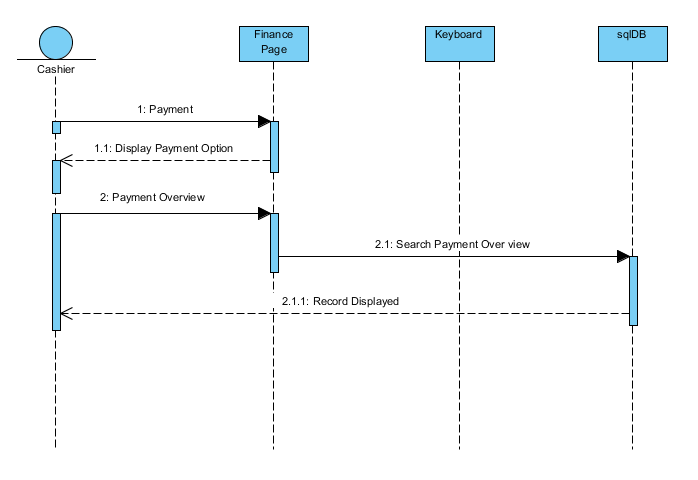 Finance
Page
Keyboard
sqlDB
Cashier
1: Payment
1.1: Display Payment Option
2: Payment Overview
2.1: Search Payment Over view
2.1.1: Record Displayed